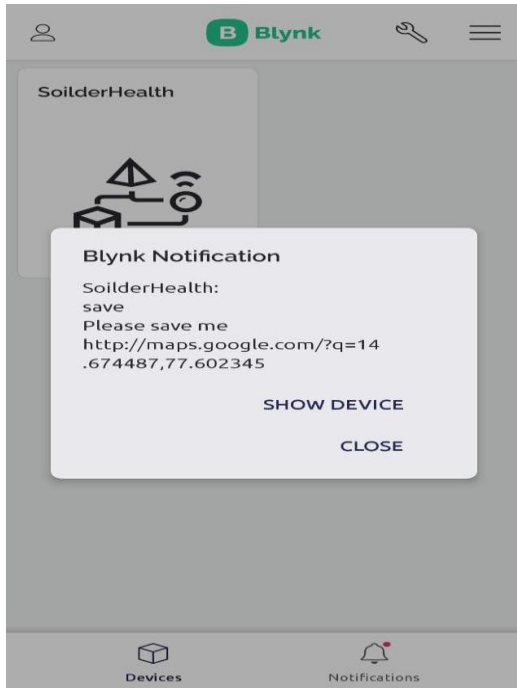 B Blynk
SoilderHealth
Blynk Notification
SoilderHealth:
save
Please save me
http://maps.google.com/?q=14
.674487,77.602345
SHOW DEVICE
CLOSE
Devices
Notifications